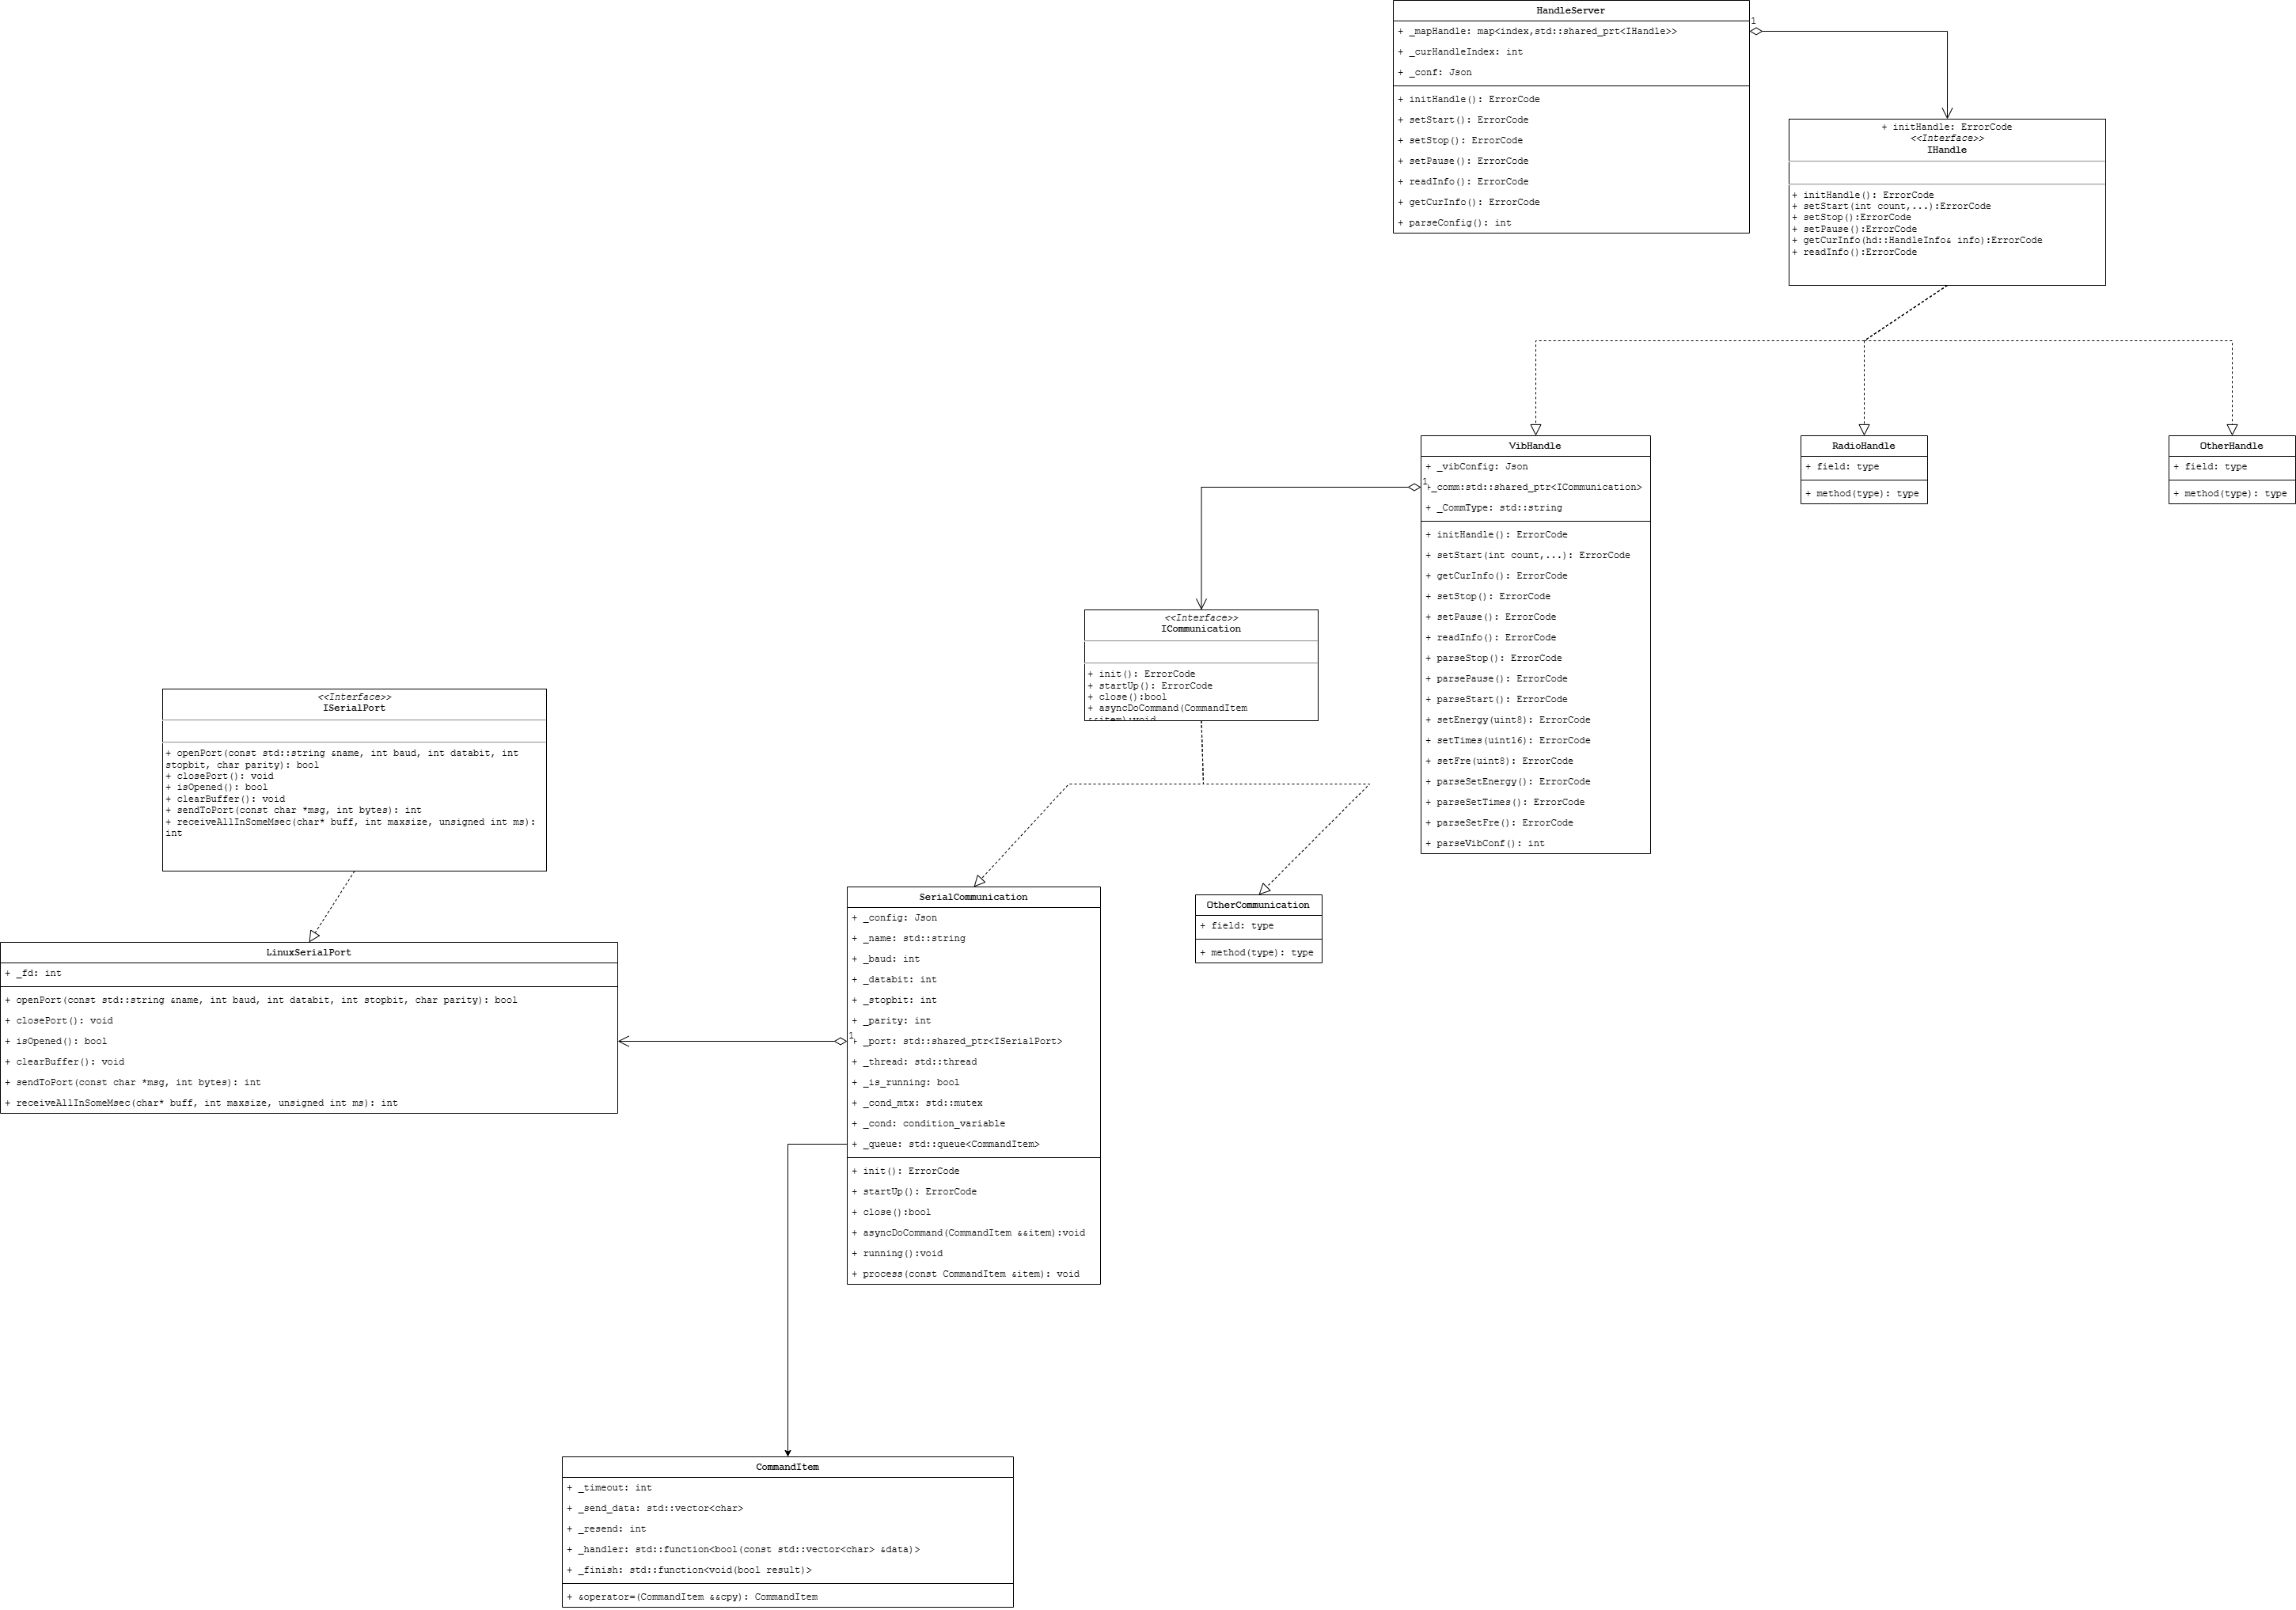 HandleServer
+ _mapHandle: map<index,std::shared_prt<IHandle>>
+ _curHandleIndex: int
+ _conf: Json
+ initHandle(): ErrorCode
+ setStart(): ErrorCode
+ setStop(): ErrorCode
+ setPause(): ErrorCode
+ readInfo(): ErrorCode
+ getCurInfo(): ErrorCode
+ parseConfig(): int
1
+ initHandle: ErrorCode
<<Interface>>
IHandle
+ initHandle(): ErrorCode
+ setStart(int count,...):ErrorCode
+ setStop():ErrorCode
+ setPause():ErrorCode
+ getCurInfo(hd::HandleInfo& info):ErrorCode
+ readInfo():ErrorCode
VibHandle
+ _vibConfig: Json
1
+_comm:std::shared_ptr<ICommunication>
+ _CommType: std::string
+ initHandle(): ErrorCode
+ setStart(int count,...): ErrorCode
+ getCurInfo(): ErrorCode
+ setStop(): ErrorCode
+ setPause(): ErrorCode
+ readInfo(): ErrorCode
+ parseStop(): ErrorCode
+ parsePause(): ErrorCode
+ parseStart(): ErrorCode
+ setEnergy(uint8): ErrorCode
+ setTimes(uint16): ErrorCode
+ setFre(uint8): ErrorCode
+ parseSetEnergy(): ErrorCode
+ parseSetTimes(): ErrorCode
+ parseSetFre(): ErrorCode
+ parseVibConf(): int
RadioHandle
+ field: type
+ method(type): type
OtherHandle
+ field: type
+ method(type): type
<<Interface>>
ICommunication
+ init(): ErrorCode
+ startUp(): ErrorCode
+ close():bool
+ asyncDoCommand(CommandItem
&&item):void
<<Interface>>
ISerialPort
+ openPort(const std::string &name, int baud, int databit, int
stopbit, char parity): bool
+ closePort(): void
+ isOpened(): bool
+ clearBuffer(): void
+ sendToPort(const char *msg, int bytes): int
+ receiveAllInSomeMsec(char* buff, int maxsize, unsigned int ms):
int
LinuxSerialPort
+ _fd: int
+ openPort(const std::string &name, int baud, int databit, int stopbit, char parity): bool
+ closePort(): void
+ isOpened(): bool
+ clearBuffer(): void
+ sendToPort(const char *msg, int bytes): int
+ receiveAllInSomeMsec(char* buff, int maxsize, unsigned int ms): int
SerialCommunication
+ _config: Json
+ _name: std::string
+ _baud: int
+ _databit: int
+ _stopbit: int
+ _parity: int
1
+ _port: std::shared_ptr<ISerialPort>
+ _thread: std::thread
+ _is_running: bool
+ _cond_mtx: std::mutex
+ _cond: condition_variable
+ _queue: std::queue<CommandItem>
+ init(): ErrorCode
+ startUp(): ErrorCode
+ close():bool
+ asyncDoCommand(CommandItem &&item):void
+ running():void
+ process(const CommandItem &item): void
OtherCommunication
+ field: type
+ method(type): type
CommandItem
+ _timeout: int
+ _send_data: std::vector<char>
+ _resend: int
+ _handler: std::function<bool(const std::vector<char> &data)>
+ _finish: std::function<void(bool result)>
+ &operator=(CommandItem &&cpy): CommandItem